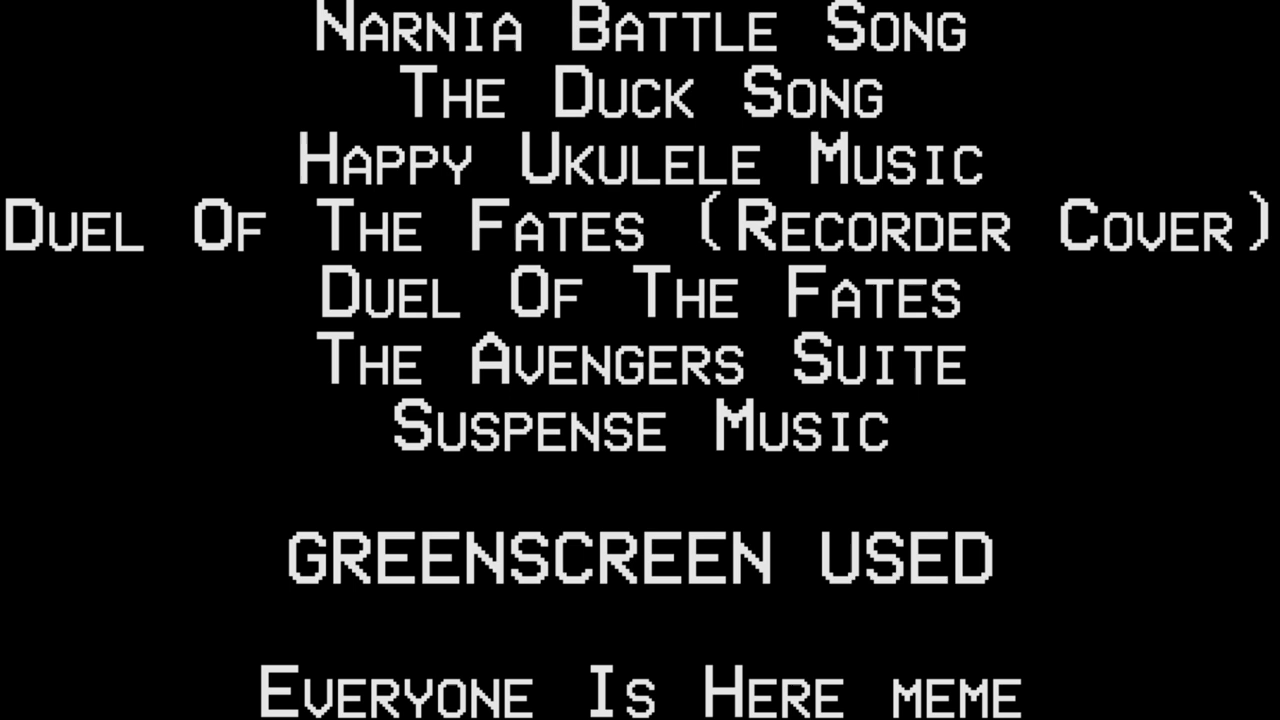 Narnia Battle Song
The Duck Song
Happy Ukulele Music
Duel Of The Fates (Recorder Cover)
Duel Of The Fates
The Avengers Suite
Suspense Music
GREENSCREEN USED
Everyone Is Here meme